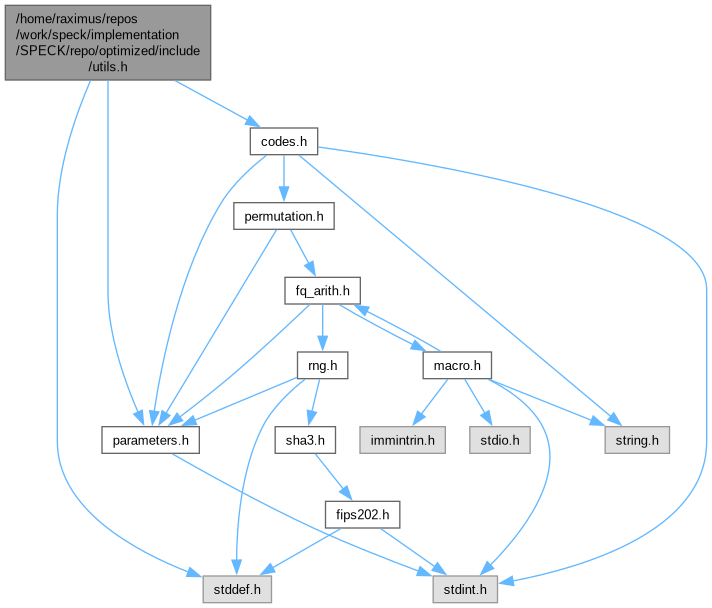 /home/raximus/repos
/work/speck/implementation
/SPECK/repo/optimized/include
/utils.h
codes.h
permutation.h
fq_arith.h
rng.h
macro.h
parameters.h
sha3.h
immintrin.h
stdio.h
string.h
fips202.h
stddef.h
stdint.h